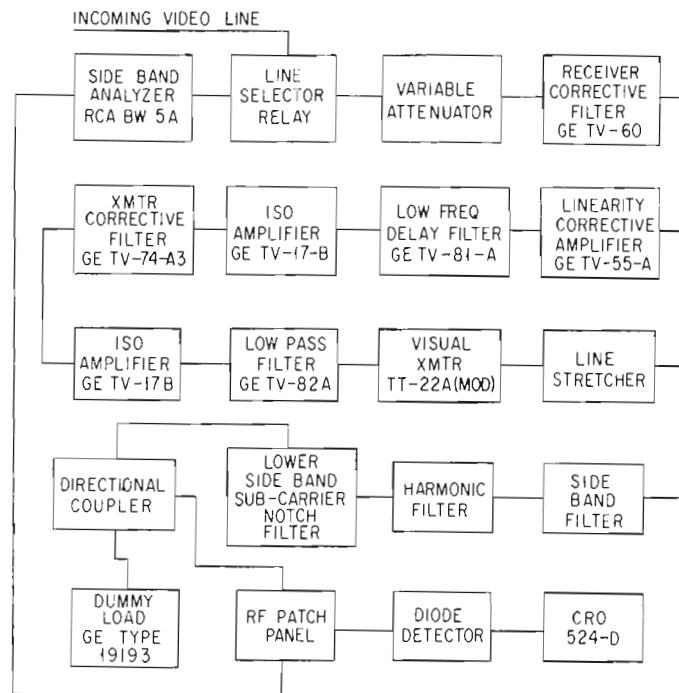 INCOMING VIDEO LINE
SIDE BAND
ANALYZER
RCA BW 5A
LINE
SELECTOR
RELAY
VARIABLE
ATTENUATOR
RECEIVER
CORRECTIVE
FILTER
GE TV-60
XMTR
CORRECTIVE
FILTER
GE TV-74-A3
ISO
AMPLIFIER
GE TV-17-B
LOW FREQ
DELAY FILTER
GE TV-81-A
LINEARITY
CORRECTIVE
AMPLIFIER
GE TV-55-A
ISO
AMPLIFIER
GE TV-17B
LOW PASS
FILTER
GE TV-82A
VISUAL
XMTR
TT-22A(MOD)
LINE
STRETCHER
DIRECTIONAL
COUPLER
LOWER
SIDE BAND
SUB-CARRIER
NOTCH
FILTER
HARMONIC
FILTER
SIDE
BAND
FILTER
DUMMY
LOAD
GE TYPE
19193
RF PATCH
PANEL
DIODE
DETECTOR
CRO
524-D